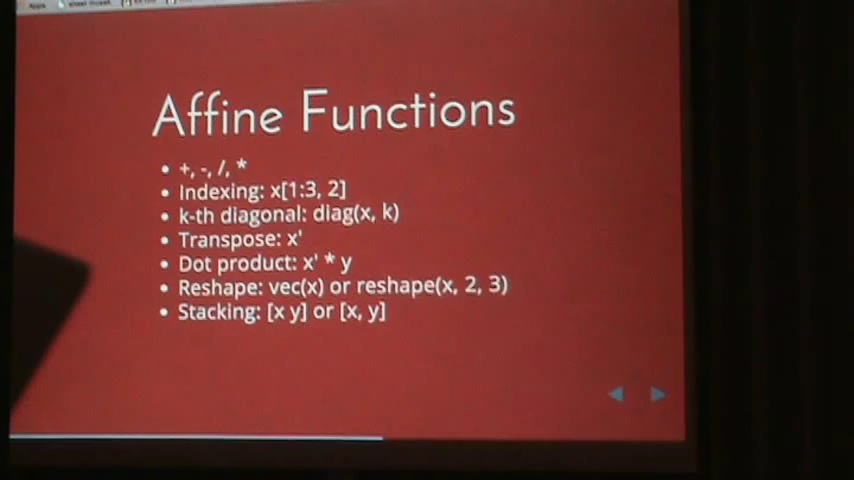 Apps
Affine Functions
• +, -, /, *
• Indexing: x[1:3, 2]
• k-th diagonal: diag(x, k)
• Transpose: x'
• Dot product: x' * y
• Reshape: vec(x) or reshape(x, 2, 3)
• Stacking: [x y] or [x, y]